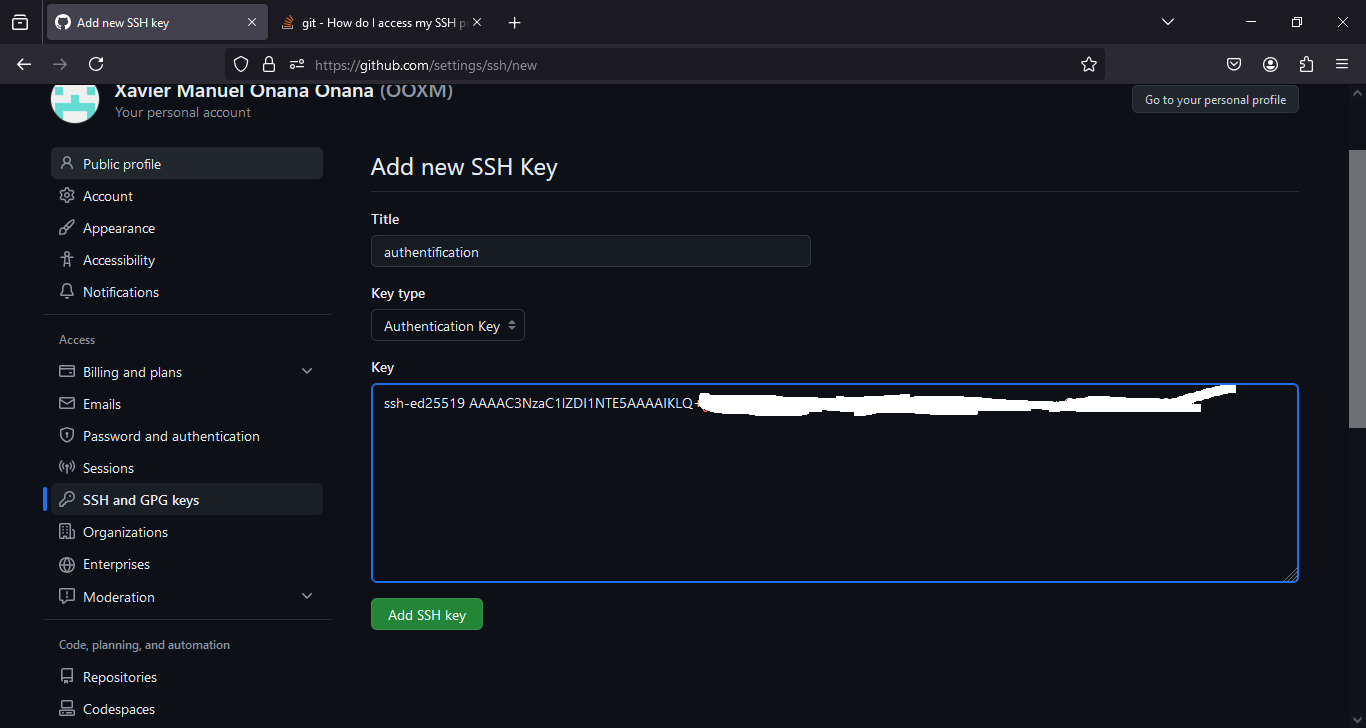 Add new SSH key
git - How do I access my SSH p
https://github.com/settings/ssh/new
Xavier Manuel Onana Onana (OOXM)
Your personal account
Go to your personal profile
Public profile
Account
Appearance
Accessibility
Notifications
Access
Billing and plans
Emails
Password and authentication
Sessions
SSH and GPG keys
Organizations
Enterprises
Moderation
Code, planning, and automation
Repositories
Codespaces
Add new SSH Key
Title
authentification
Key type
Authentication Key
Key
ssh-ed25519 AAAAC3NzaC1lZDI1NTE5AAAAIKLQ
Add SSH key